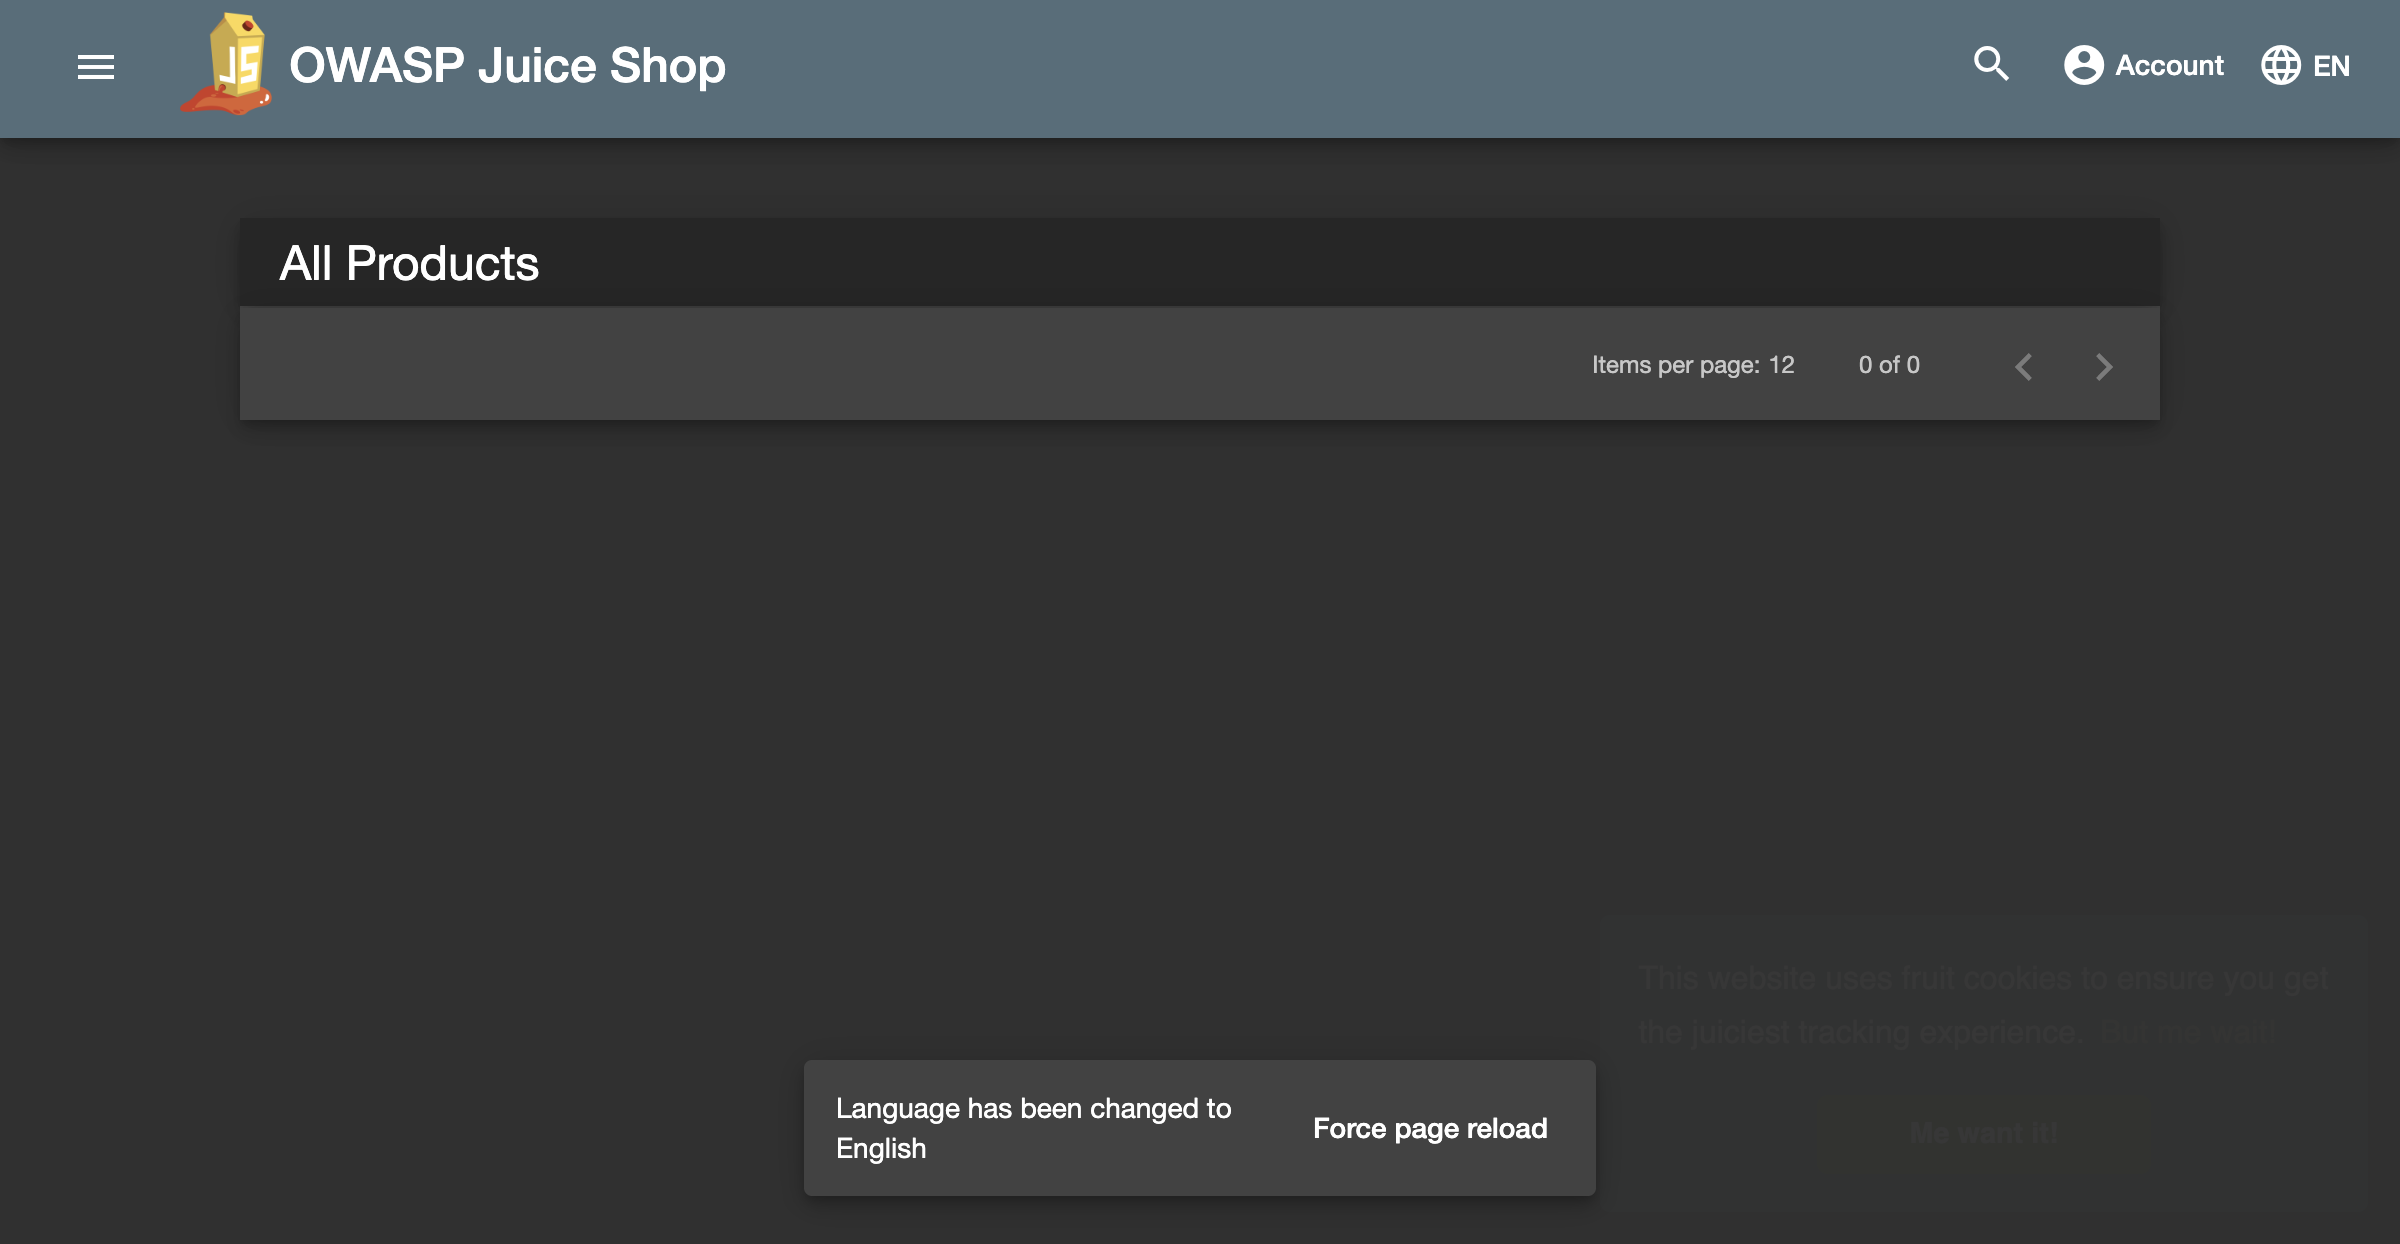 JS OWASP Juice Shop
Account
EN
All Products
Items per page: 12
0 of 0
This website uses fruit cookies to ensure you get
the juiciest tracking experience. But me wait!
Me want it!
Language has been changed to
English
Force page reload